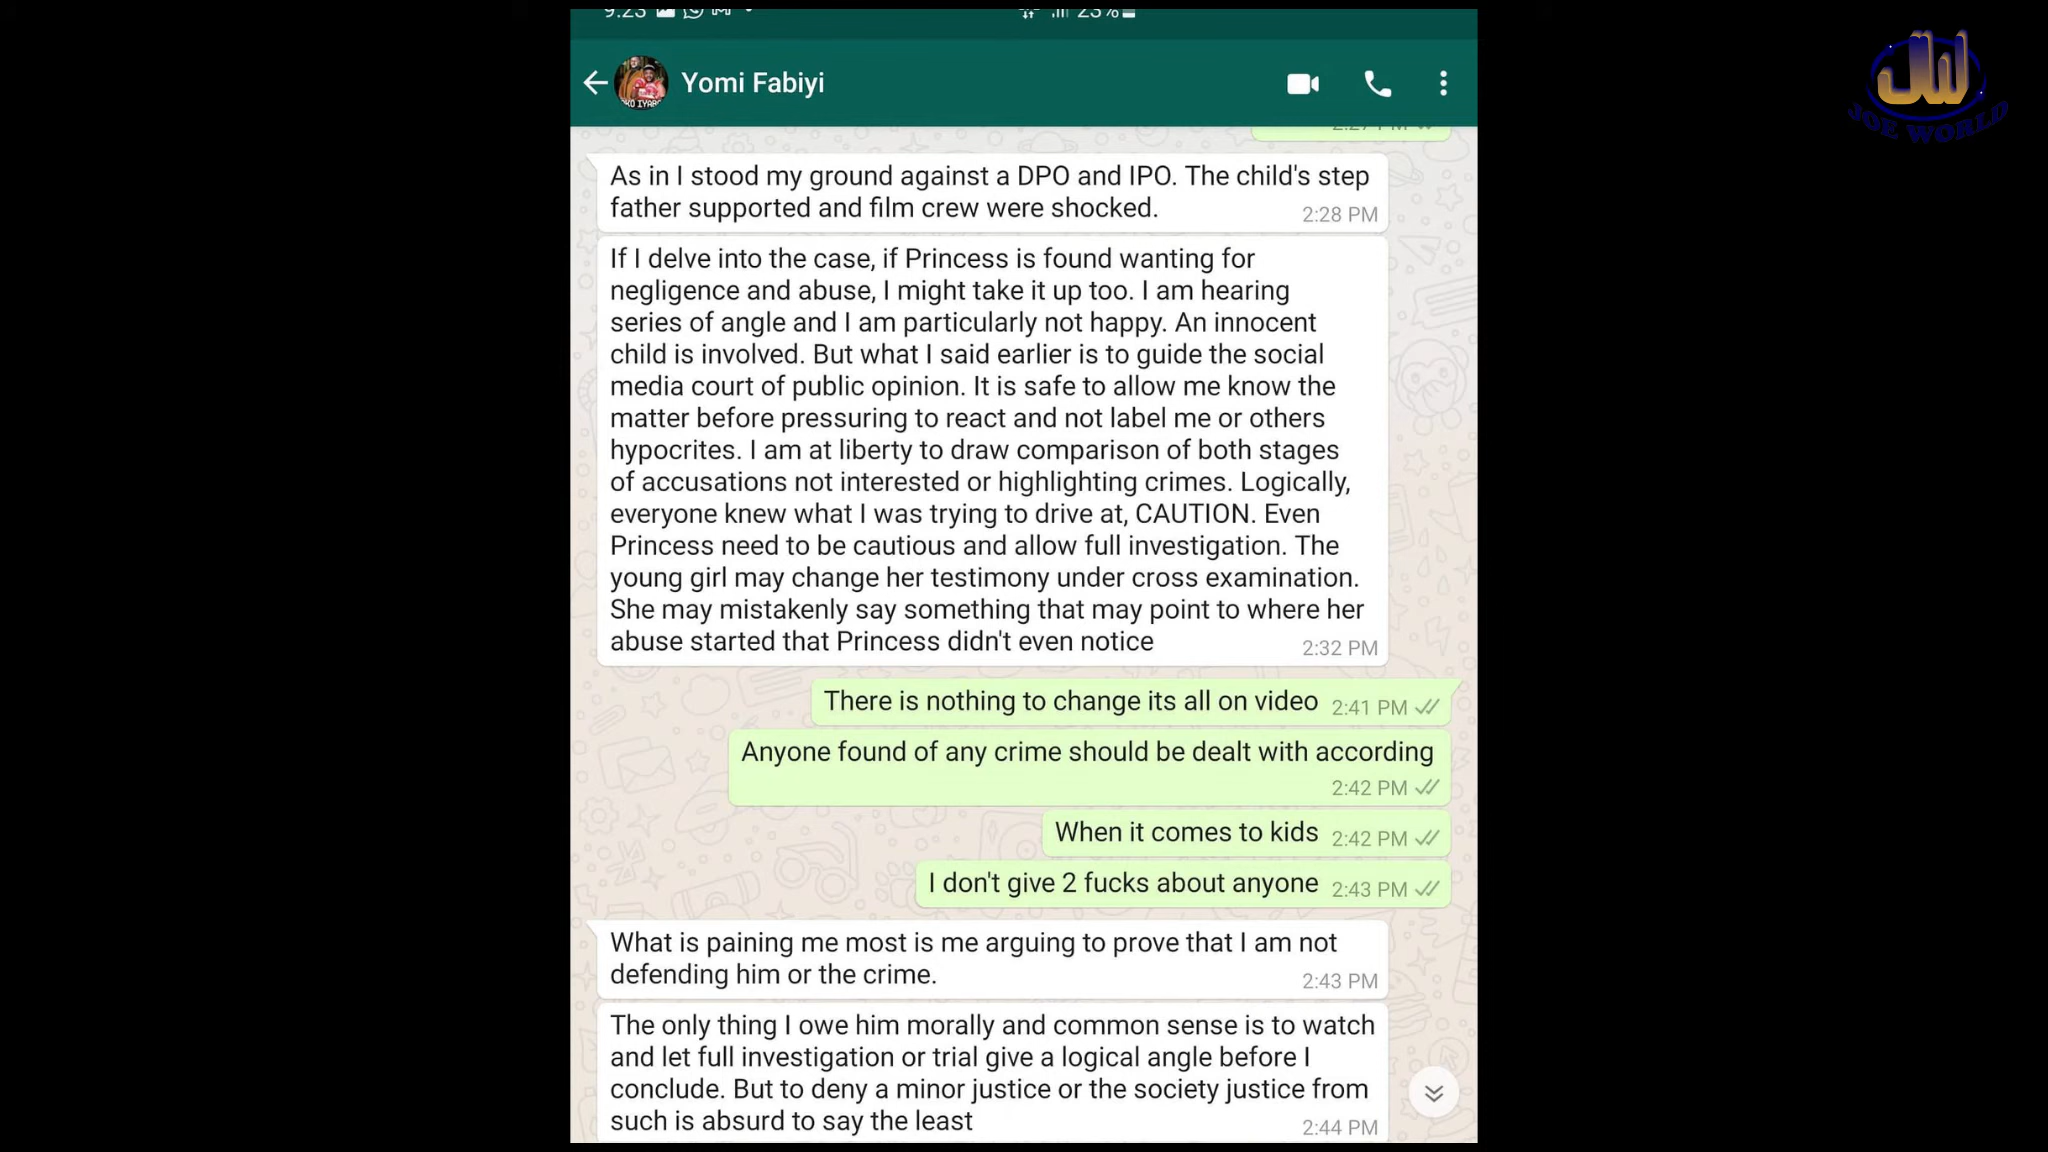 9:23
23%
JW
JOE WORLD
Yomi Fabiyi
2:27 PM
As in I stood my ground against a DPO and IPO. The child's step
father supported and film crew were shocked.
2:28 PM
If I delve into the case, if Princess is found wanting for
negligence and abuse, I might take it up too. I am hearing
series of angle and I am particularly not happy. An innocent
child is involved. But what I said earlier is to guide the social
media court of public opinion. It is safe to allow me know the
matter before pressuring to react and not label me or others
hypocrites. I am at liberty to draw comparison of both stages
of accusations not interested or highlighting crimes. Logically,
everyone knew what I was trying to drive at, CAUTION. Even
Princess need to be cautious and allow full investigation. The
young girl may change her testimony under cross examination.
She may mistakenly say something that may point to where her
abuse started that Princess didn't even notice
2:32 PM
There is nothing to change its all on video 2:41 PM
Anyone found of any crime should be dealt with according
2:42 PM
When it comes to kids 2:42 PM
I don't give 2 fucks about anyone 2:43 PM
What is paining me most is me arguing to prove that I am not
defending him or the crime.
2:43 PM
The only thing I owe him morally and common sense is to watch
and let full investigation or trial give a logical angle before I
conclude. But to deny a minor justice or the society justice from
such is absurd to say the least
2:44 PM